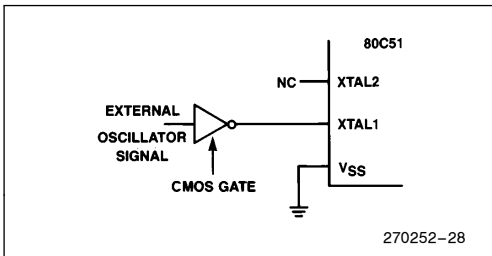 80C51
NC
XTAL2
EXTERNAL
OSCILLATOR
SIGNAL
XTAL1
CMOS GATE
VSS
270252–28